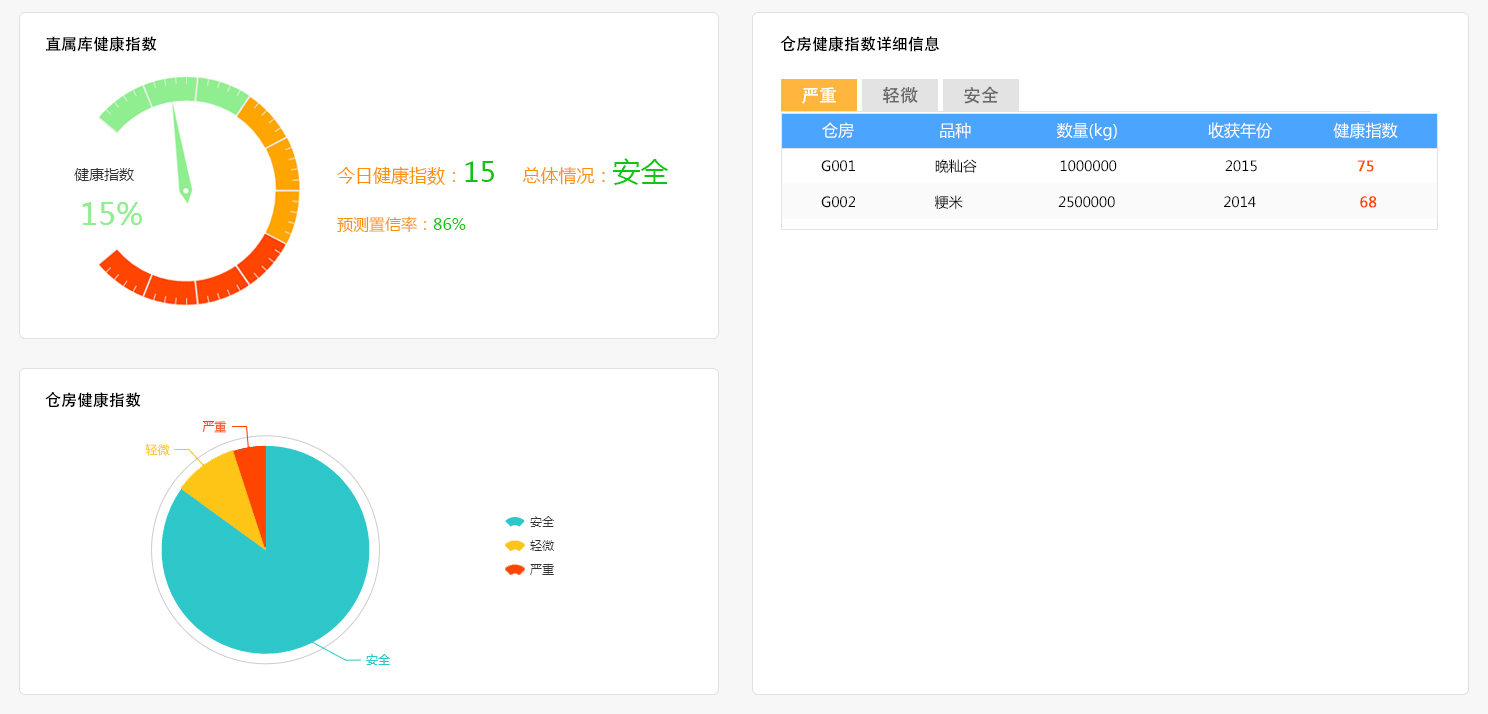 直属库健康指数
健康指数
15%
今日健康指数：15 总体情况：安全
预测置信率：86%
仓房健康指数
严重
轻微
安全
安全
轻微
严重
仓房健康指数详细信息
严重 轻微 安全
仓房 品种 数量(kg) 收获年份 健康指数
G001 晚籼谷 1000000 2015 75
G002 粳米 2500000 2014 68